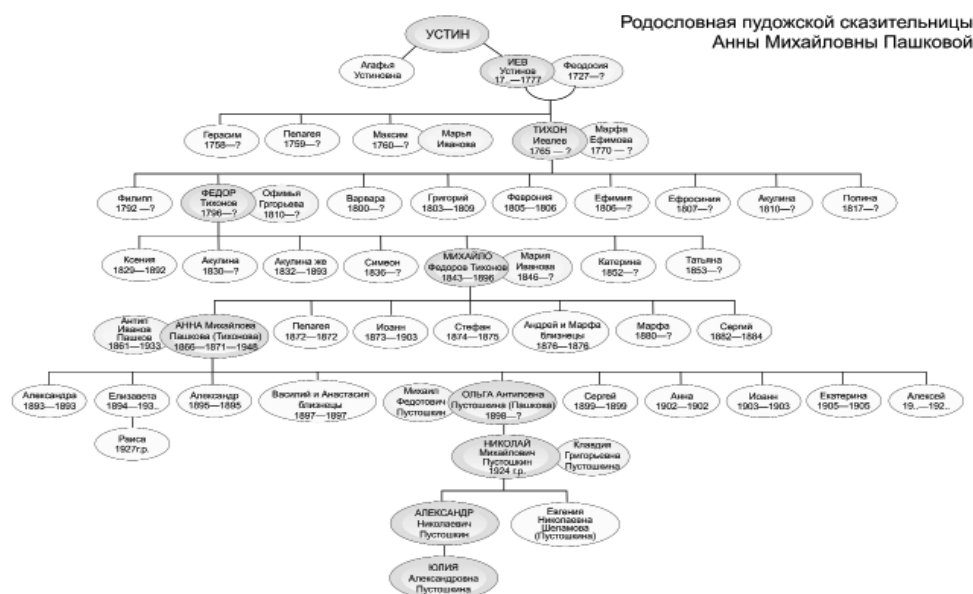 Родословная пудожской сказительницы
Анны Михайловны Пашковой
УСТИН
Агафья
Устиновна
ИЕВ
Устинов
17..—1777
Феодосия
1727—?
Герасим
1758—?
Пелагея
1759—?
Максим
1760—?
Марья
Иканова
ТИХОН
Иевлев
1765 — ?
Марфа
Ефимова
1770 — ?
Филипп
1792 —?
ФЕДОР
Тихонов
1796—?
Офимья
Григорьева
1810—?
Варвара
1800—?
Григорий
1803—1809
Феврония
1805—1806
Ефимия
1806—?
Ефросиния
1807—?
Акулина
1810—?
Полина
1817—?
Ксения
1829—1892
Акулина
1830—?
Акулина же
1832—1893
Симеон
1836—?
МИХАЙЛО
Федоров Тихонов
1843—1896
Мария
Иванова
1846—?
Катерина
1852—?
Татьяна
1853—?
Антип
Иванов
Пашков
1861—1933
АННА Михайлова
Пашкова (Тихонова)
1866—1871—1948
Пелагея
1872—1872
Иоанн
1873—1903
Стефан
1874—1875
Андрей и Марфа
близнецы
1876—1876
Марфа
1880—?
Сергий
1882—1884
Александра
1893—1893
Елизавета
1894—193..
Александр
1895—1895
Василий и Анастасия
близнецы
1897—1897
Михаил
Федотович
Пустошкин
ОЛЬГА Антиповна
Пустошкина (Пашкова)
1898—?
Сергей
1899—1899
Анна
1902—1902
Иоанн
1903—1903
Екатерина
1905—1905
Алексей
19..—192..
Раиса
1927г.р.
НИКОЛАЙ
Михайлович
Пустошкин
1924 г.р.
Клавдия
Григорьевна
Пустошкина
АЛЕКСАНДР
Николаевич
Пустошкин
Евгения
Николаевна
Шеламова
(Пустошкина)
ЮЛИЯ
Александровна
Пустошкина